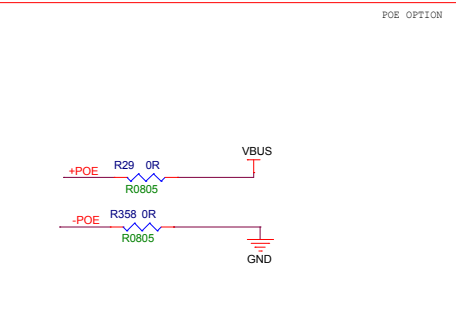 POE OPTION
VBUS
R29 0R
+POE
R0805
R358 0R
-POE
R0805
GND